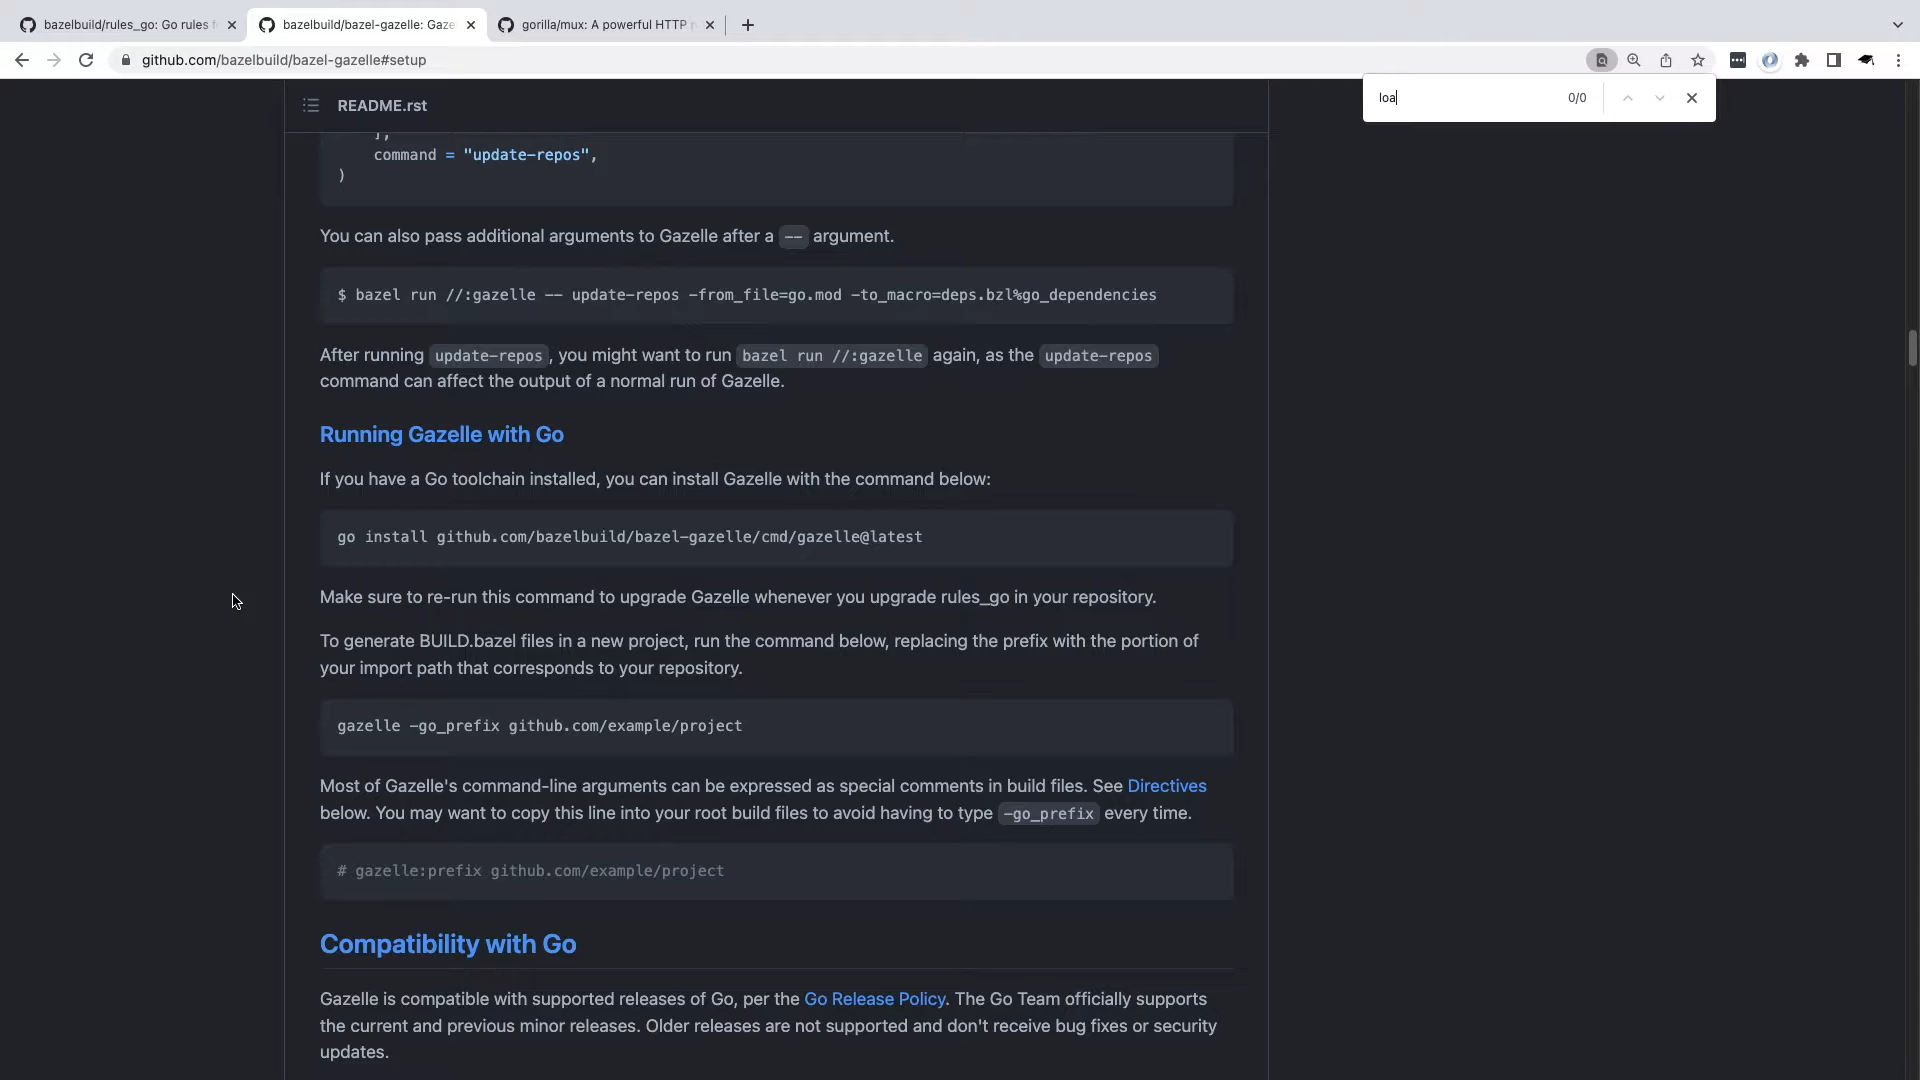 bazelbuild/rules_go: Go rules f
bazelbuild/bazel-gazelle: Gaze
gorilla/mux: A powerful HTTP r
github.com/bazelbuild/bazel-gazelle#setup
loa
0/0
README.rst
],
command = "update-repos",
)
You can also pass additional arguments to Gazelle after a -- argument.
$ bazel run //:gazelle -- update-repos -from_file=go.mod -to_macro=deps.bzl%go_dependencies
After running update-repos, you might want to run bazel run //:gazelle again, as the update-repos
command can affect the output of a normal run of Gazelle.
Running Gazelle with Go
If you have a Go toolchain installed, you can install Gazelle with the command below:
go install github.com/bazelbuild/bazel-gazelle/cmd/gazelle@latest
Make sure to re-run this command to upgrade Gazelle whenever you upgrade rules_go in your repository.
To generate BUILD.bazel files in a new project, run the command below, replacing the prefix with the portion of
your import path that corresponds to your repository.
gazelle -go_prefix github.com/example/project
Most of Gazelle's command-line arguments can be expressed as special comments in build files. See Directives
below. You may want to copy this line into your root build files to avoid having to type -go_prefix every time.
# gazelle:prefix github.com/example/project
Compatibility with Go
Gazelle is compatible with supported releases of Go, per the Go Release Policy. The Go Team officially supports
the current and previous minor releases. Older releases are not supported and don't receive bug fixes or security
updates.